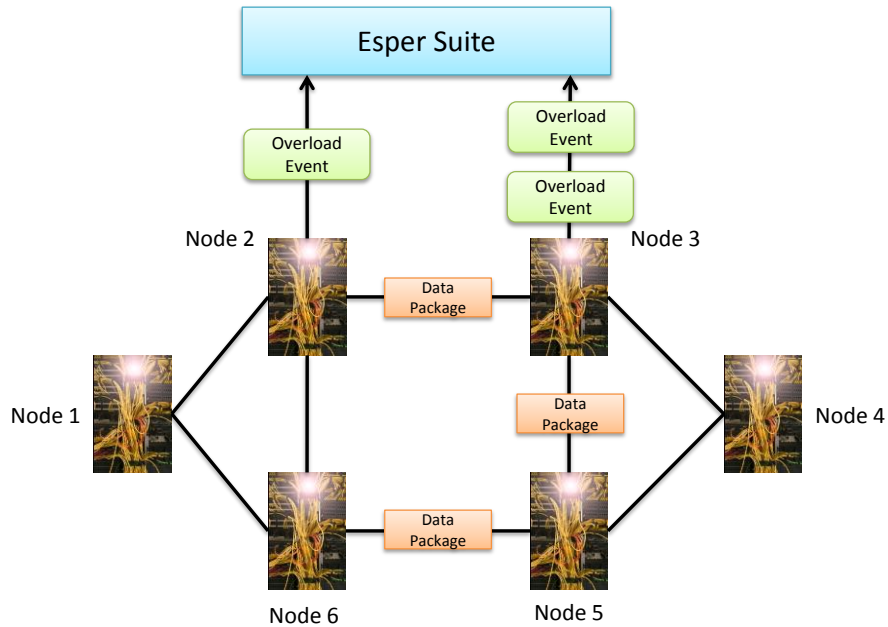 Esper Suite
Overload
Event
Overload
Event
Overload
Event
Node 2
Node 3
Data
Package
Node 1
Data
Package
Node 4
Data
Package
Node 6
Node 5